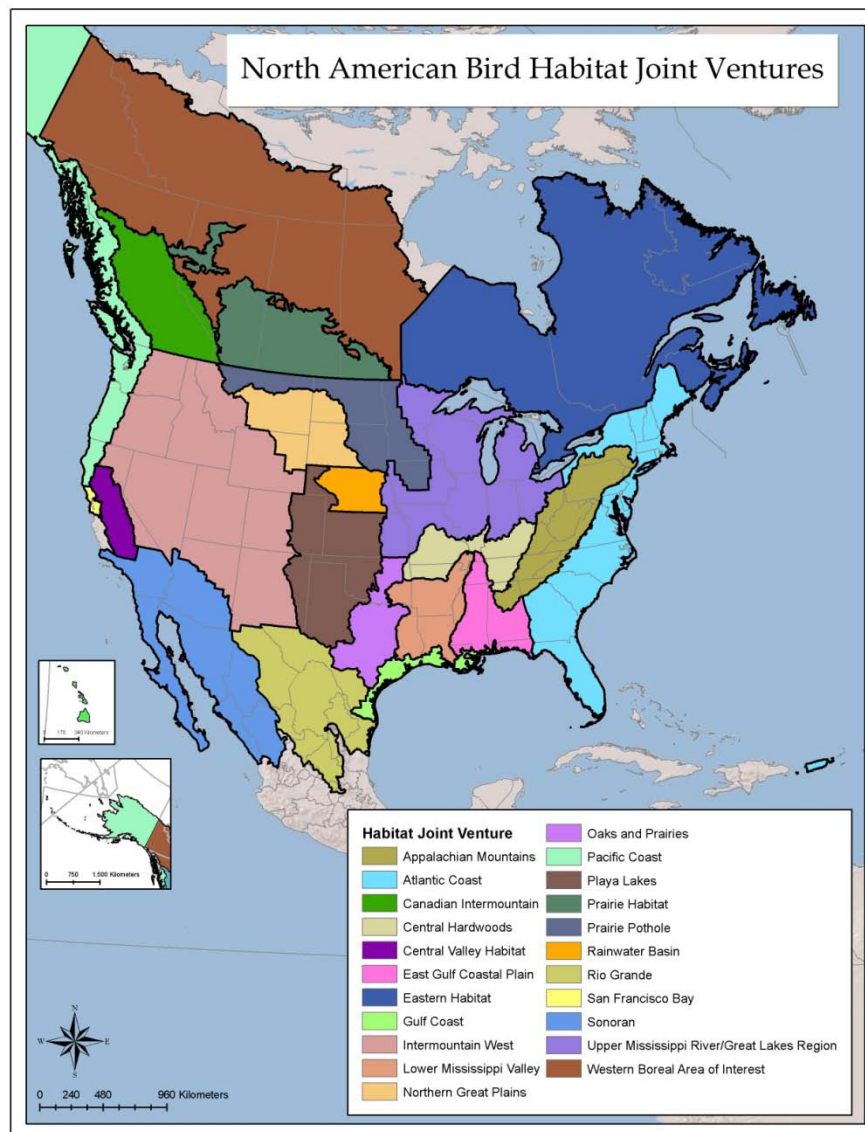 North American Bird Habitat Joint Ventures
0 170 340 Kilometers
0 750 1,500 Kilometers
Habitat Joint Venture
Appalachian Mountains
Atlantic Coast
Canadian Intermountain
Central Hardwoods
Central Valley Habitat
East Gulf Coastal Plain
Eastern Habitat
Gulf Coast
Intermountain West
Lower Mississippi Valley
Northern Great Plains
Oaks and Prairies
Pacific Coast
Playa Lakes
Prairie Habitat
Prairie Pothole
Rainwater Basin
Rio Grande
San Francisco Bay
Sonoran
Upper Mississippi River/Great Lakes Region
Western Boreal Area of Interest
N
W E
S
0 240 480 960 Kilometers